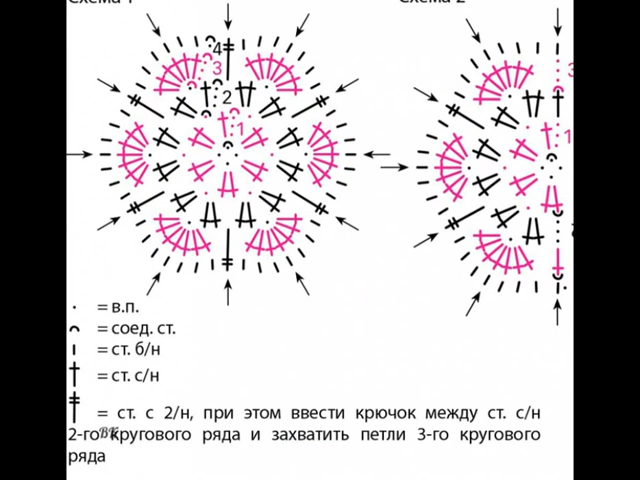 Схема 1
Схема 2
4
3
2
1
3
1
= в.п.
= соед. ст.
= ст. б/н
= ст. с/н
= ст. с 2/н, при этом ввести крючок между ст. с/н
2-го кругового ряда и захватить петли 3-го кругового
ряда